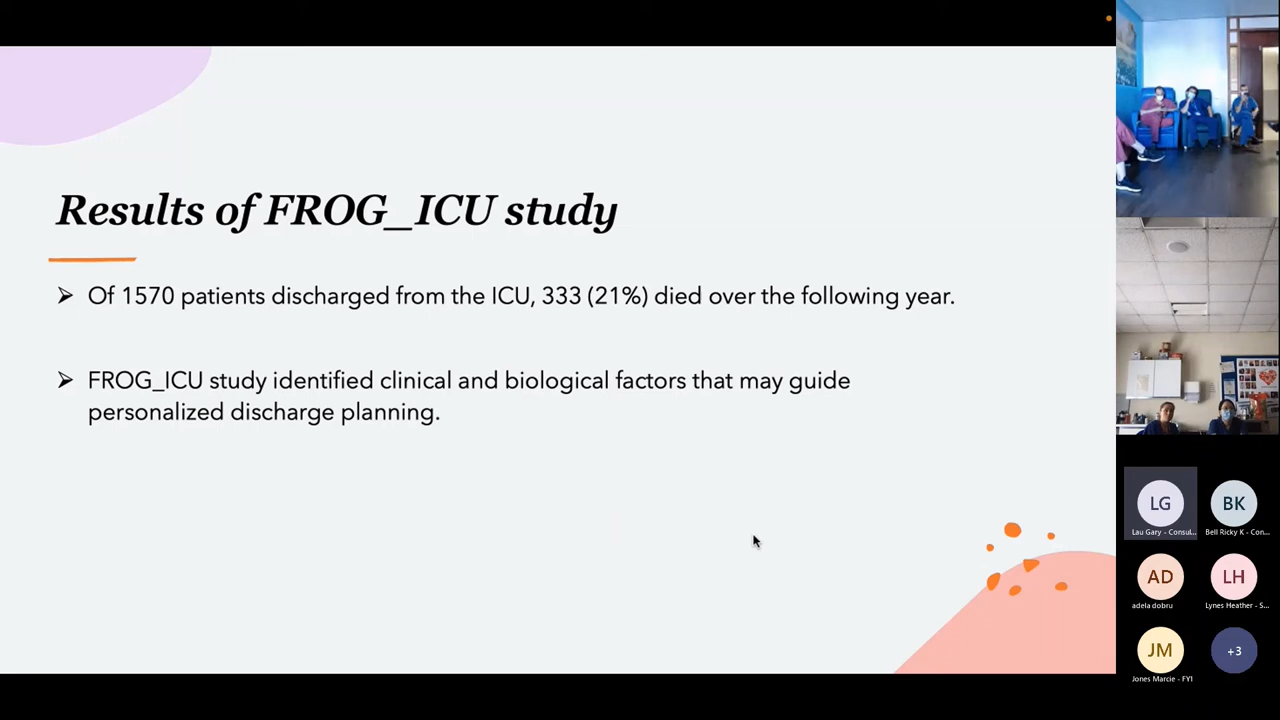 Results of FROG_ICU study
➢ Of 1570 patients discharged from the ICU, 333 (21%) died over the following year.
➢ FROG_ICU study identified clinical and biological factors that may guide
personalized discharge planning.
LG
BK
Lau Gary - Consul...
Bell Ricky K - Con...
AD
LH
adela dobru
Lynes Heather - S...
JM
+3
Jones Marcie - FYI